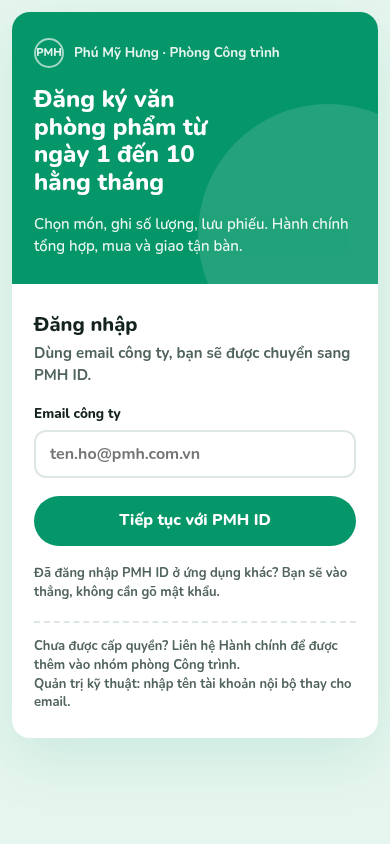 PMH Phú Mỹ Hưng · Phòng Công trình
Đăng ký văn
phòng phẩm từ
ngày 1 đến 10
hằng tháng
Chọn món, ghi số lượng, lưu phiếu. Hành chính
tổng hợp, mua và giao tận bàn.
Đăng nhập
Dùng email công ty, bạn sẽ được chuyển sang
PMH ID.
Email công ty
ten.ho@pmh.com.vn
Tiếp tục với PMH ID
Đã đăng nhập PMH ID ở ứng dụng khác? Bạn sẽ vào
thẳng, không cần gõ mật khẩu.
Chưa được cấp quyền? Liên hệ Hành chính để được
thêm vào nhóm phòng Công trình.
Quản trị kỹ thuật: nhập tên tài khoản nội bộ thay cho
email.